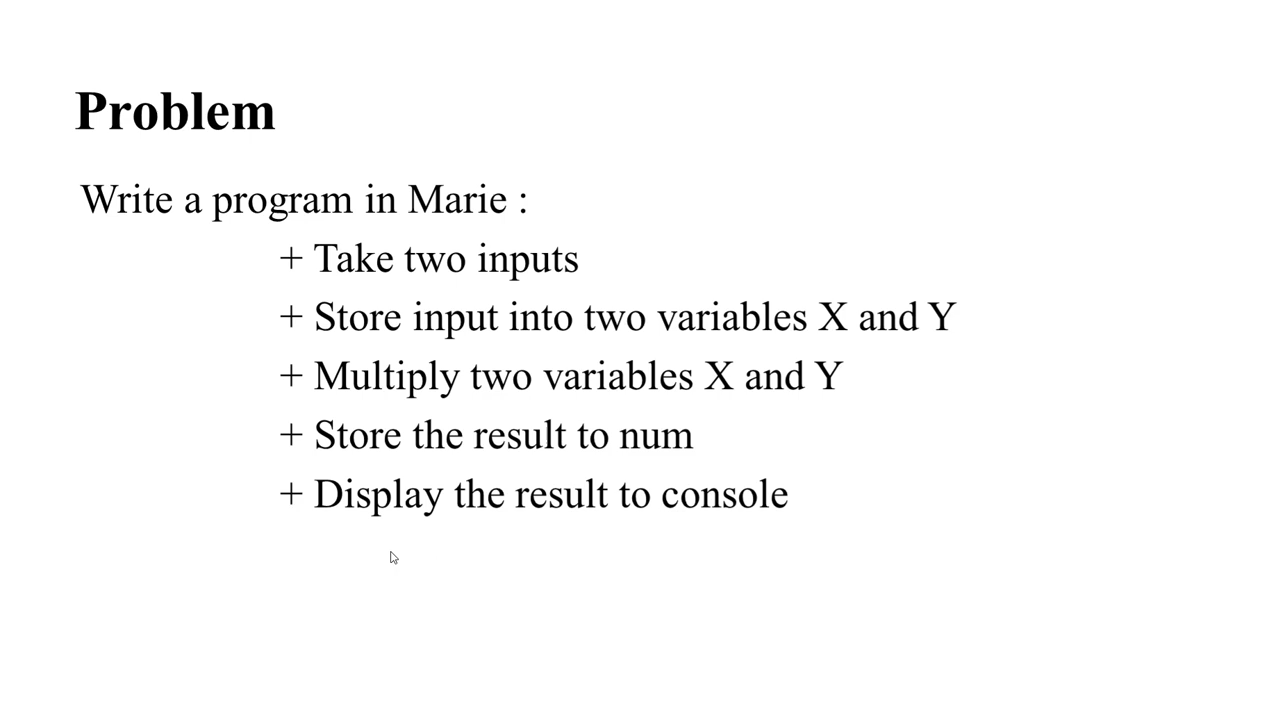 Problem
Write a program in Marie :
+ Take two inputs
+ Store input into two variables X and Y
+ Multiply two variables X and Y
+ Store the result to num
+ Display the result to console